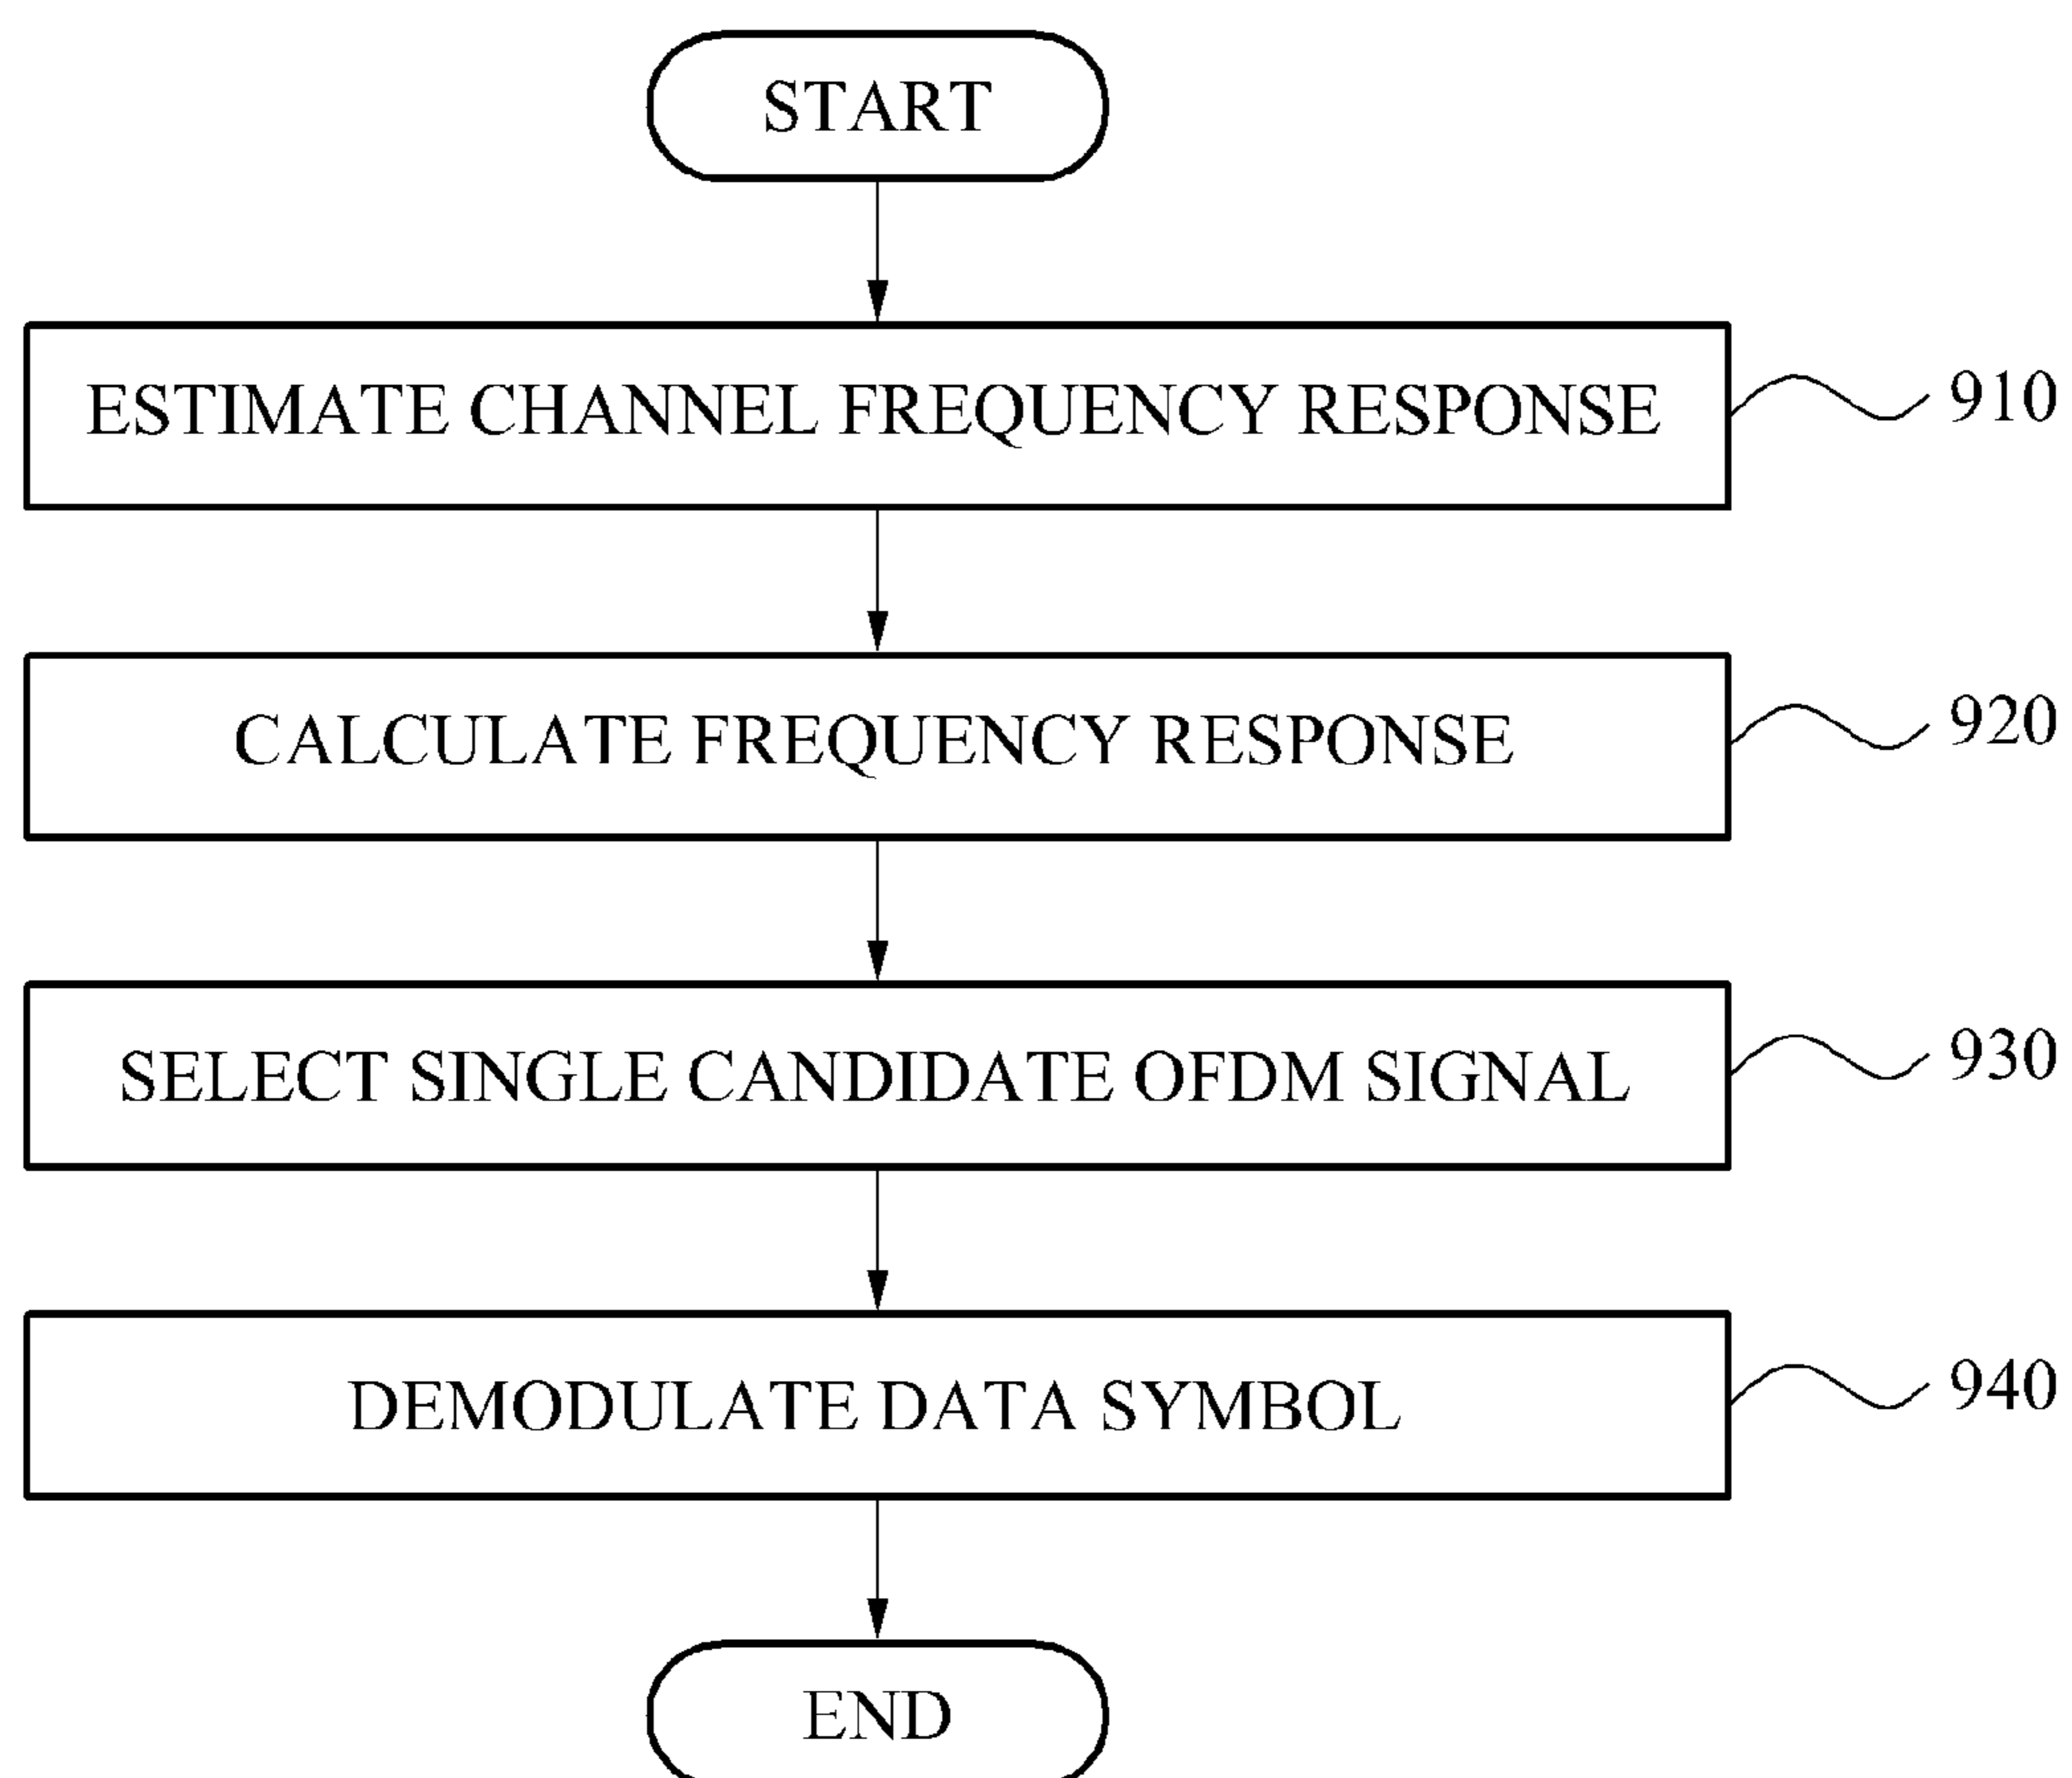 START
ESTIMATE CHANNEL FREQUENCY RESPONSE
910
CALCULATE FREQUENCY RESPONSE
920
SELECT SINGLE CANDIDATE OFDM SIGNAL
930
DEMODULATE DATA SYMBOL
940
END